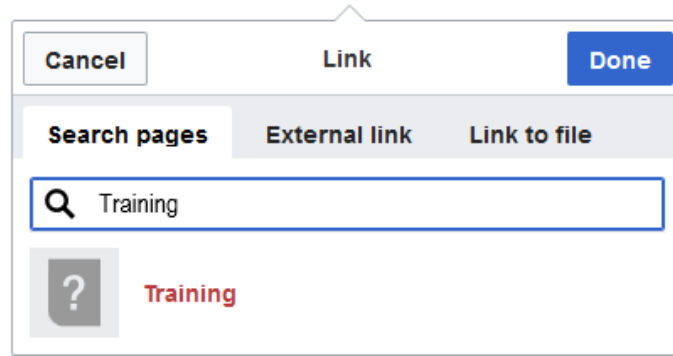 Cancel Link Done
Search pages External link Link to file
Training
? Training